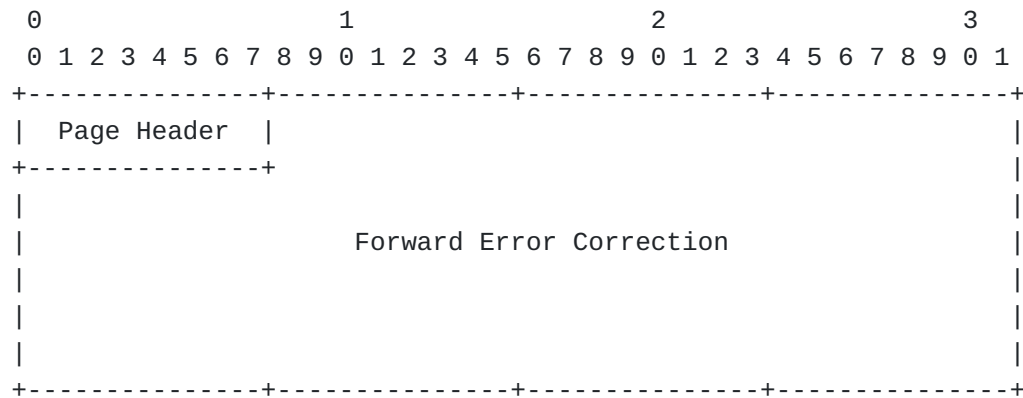 0                   1                   2                   3
 0 1 2 3 4 5 6 7 8 9 0 1 2 3 4 5 6 7 8 9 0 1 2 3 4 5 6 7 8 9 0 1
+---------------+---------------+---------------+---------------+
|  Page Header  |                                               |
+---------------+                                               |
|                                                               |
|                     Forward Error Correction                  |
|                                                               |
|                                                               |
|                                                               |
+---------------+---------------+---------------+---------------+